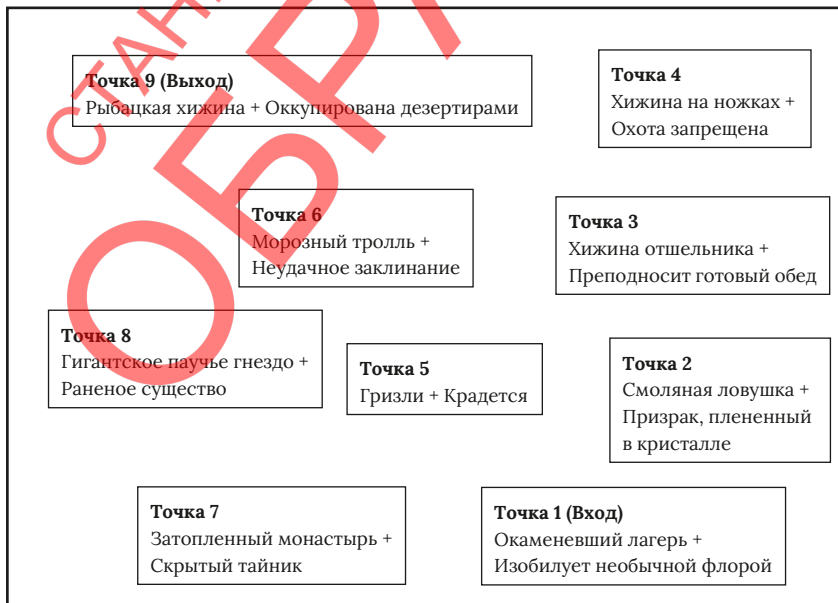 Точка 9 (Выход)
Рыбацкая хижина + Оккупирована дезертирами
Точка 4
Хижина на ножках +
Охота запрещена
Точка 6
Морозный тролль +
Неудачное заклинание
Точка 3
Хижина отшельника +
Преподносит готовый обед
Точка 8
Гигантское паучье гнездо +
Раненое существо
Точка 5
Гризли + Крадется
Точка 2
Смоляная ловушка +
Призрак, плененный
в кристалле
Точка 7
Затопленный монастырь +
Скрытый тайник
Точка 1 (Вход)
Окаменевший лагерь +
Изобилует необычной флорой